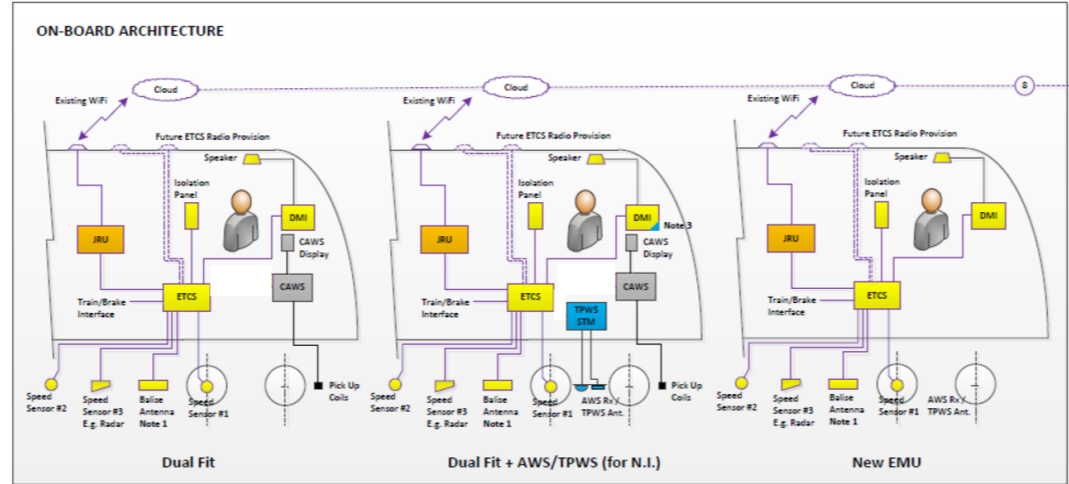 ON-BOARD ARCHITECTURE
Cloud
Existing WiFi
Future ETCS Radio Provision
Speaker
Isolation
Panel
DMI
JRU
CAWS
Display
CAWS
ETCS
Train/Brake
Interface
Speed
Sensor #2
Speed
Sensor #3
E.g. Radar
Balise
Antenna
Note 1
Speed
Sensor #1
Pick Up
Coils
Dual Fit
Cloud
Existing WiFi
Future ETCS Radio Provision
Speaker
Isolation
Panel
DMI
Note 3
JRU
CAWS
Display
CAWS
ETCS
TPWS
STM
Train/Brake
Interface
Speed
Sensor #2
Speed
Sensor #3
E.g. Radar
Balise
Antenna
Note 1
Speed
Sensor #1
AWS Rx /
TPWS Ant.
Pick Up
Coils
Dual Fit + AWS/TPWS (for N.I.)
Cloud
8
Existing WiFi
Future ETCS Radio Provision
Speaker
Isolation
Panel
DMI
JRU
ETCS
Train/Brake
Interface
Speed
Sensor #2
Speed
Sensor #3
E.g. Radar
Balise
Antenna
Note 1
Speed
Sensor #1
AWS Rx /
TPWS Ant.
New EMU